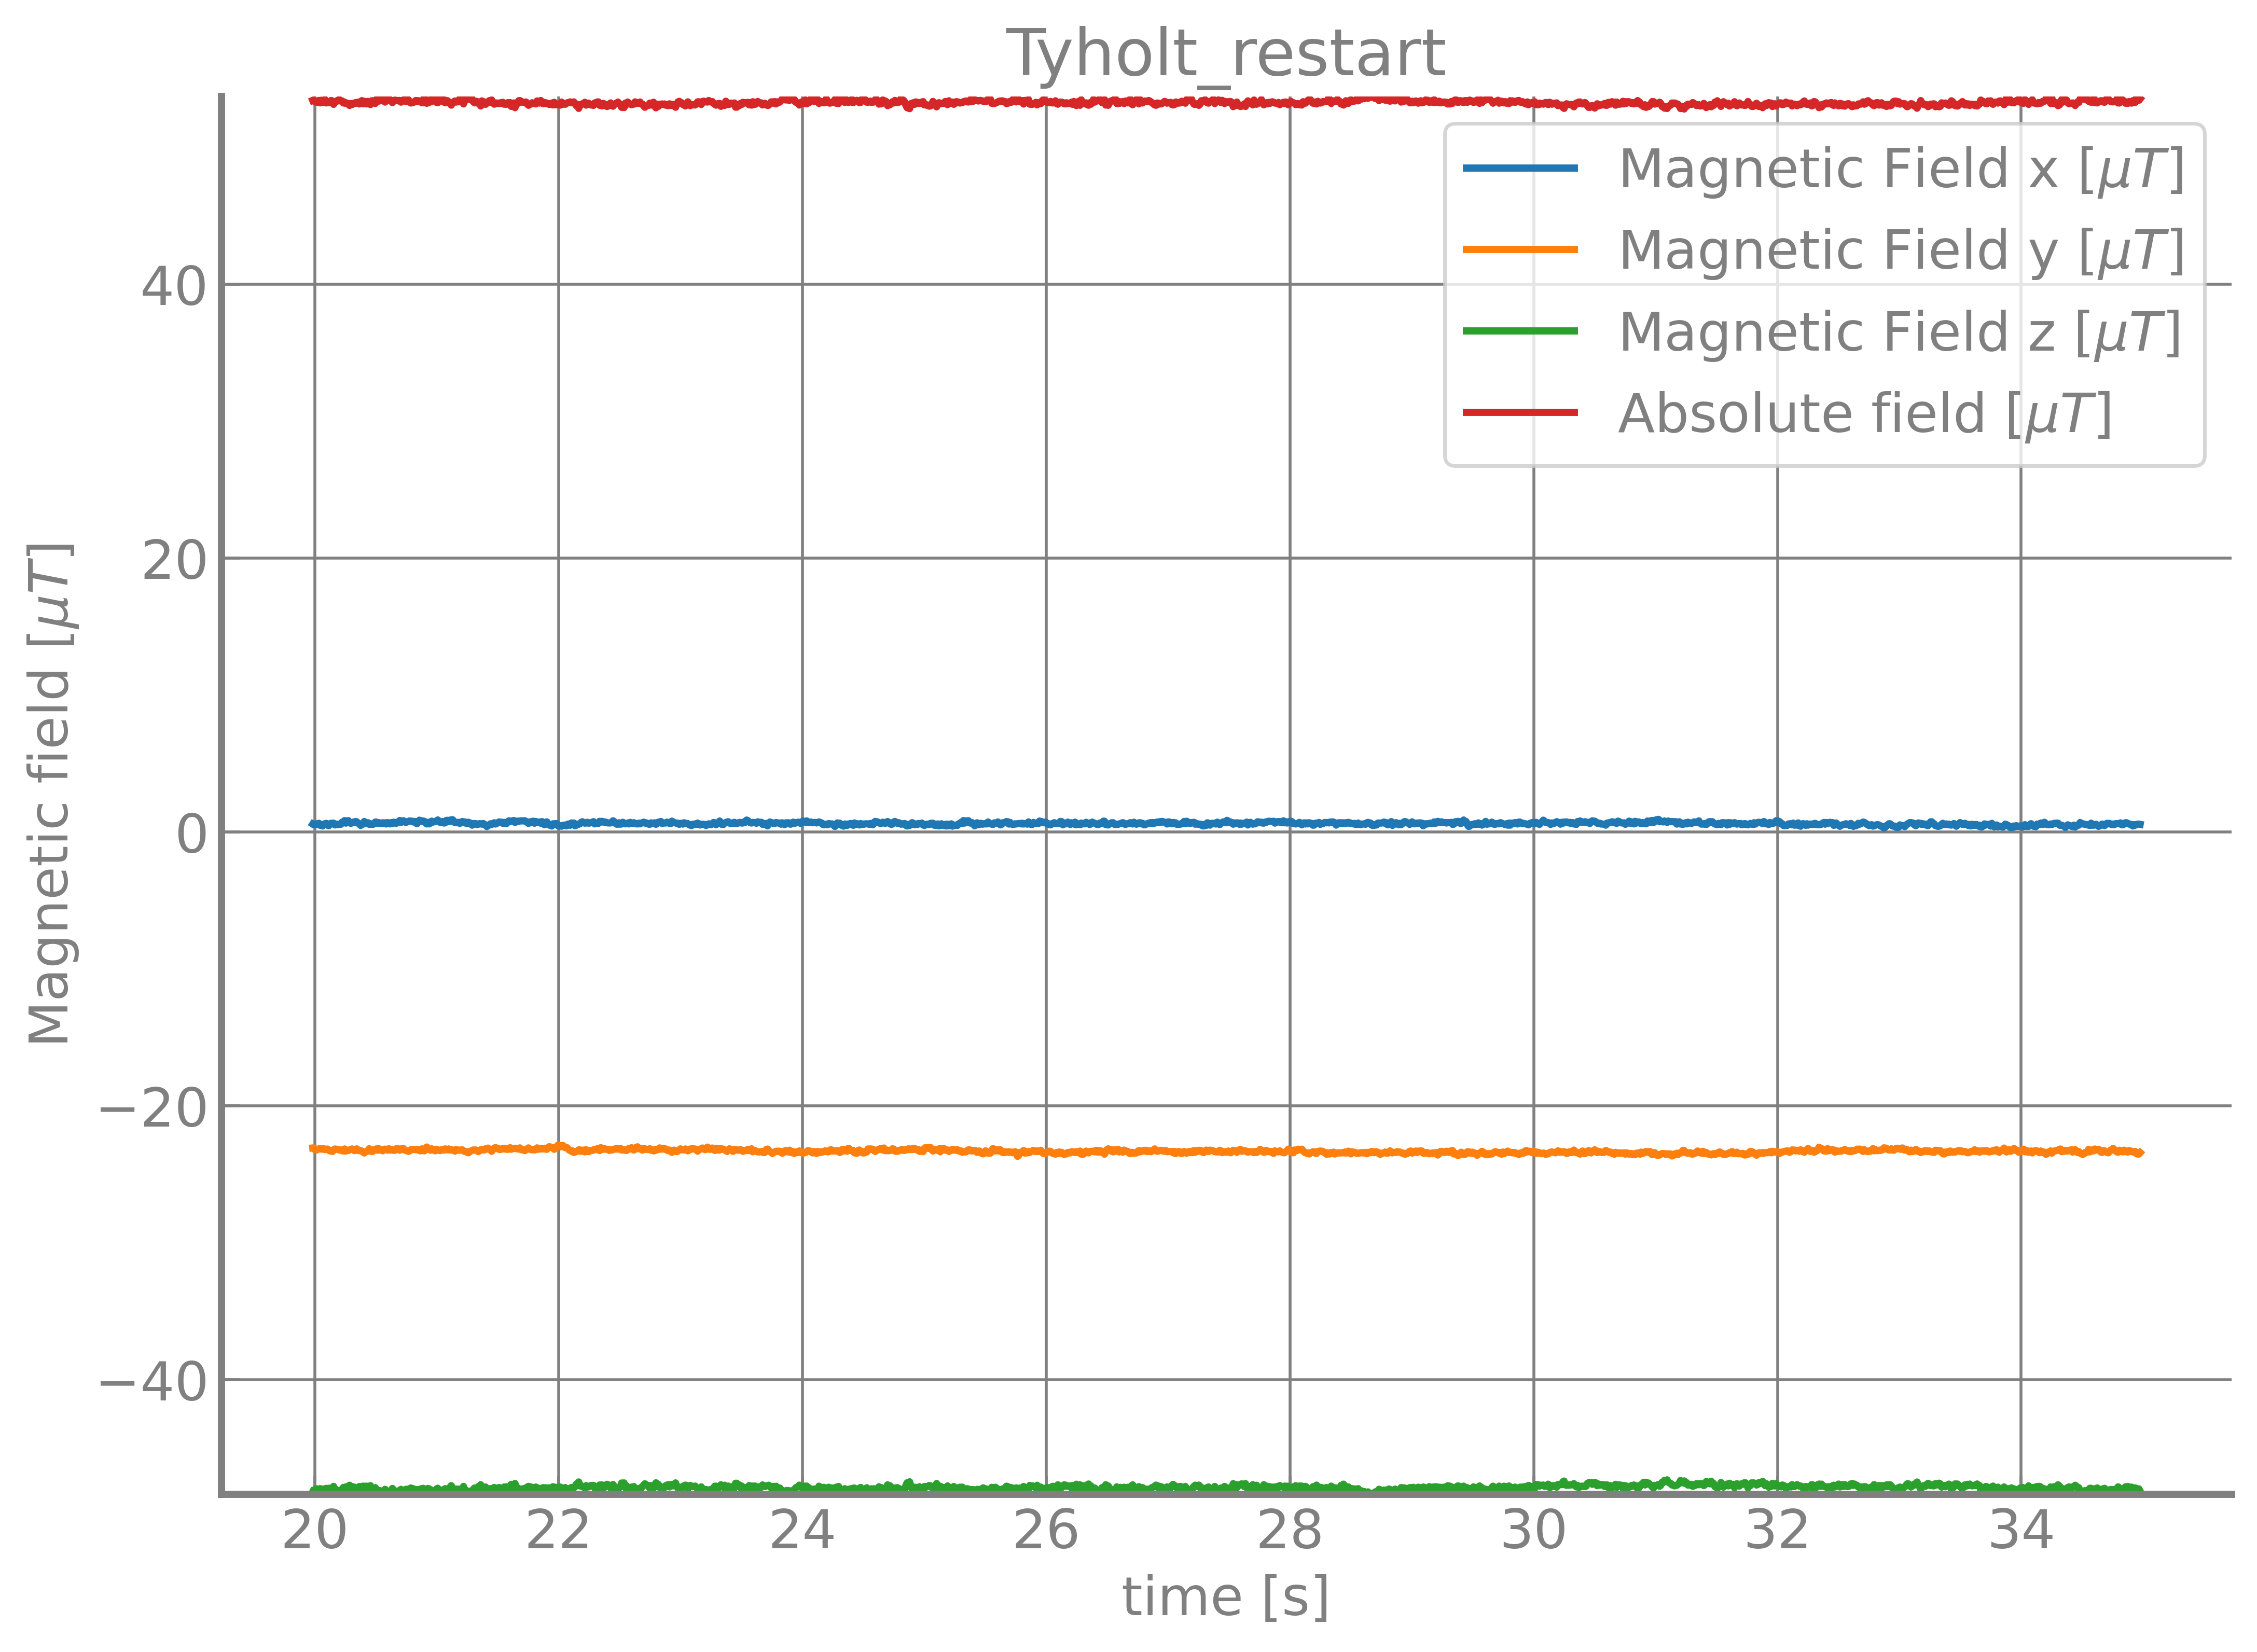 Tyholt_restart
Magnetic Field x [μT]
Magnetic Field y [μT]
Magnetic Field z [μT]
Absolute field [μT]
Magnetic field [μT]
40
20
0
−20
−40
20 22 24 26 28 30 32 34
time [s]